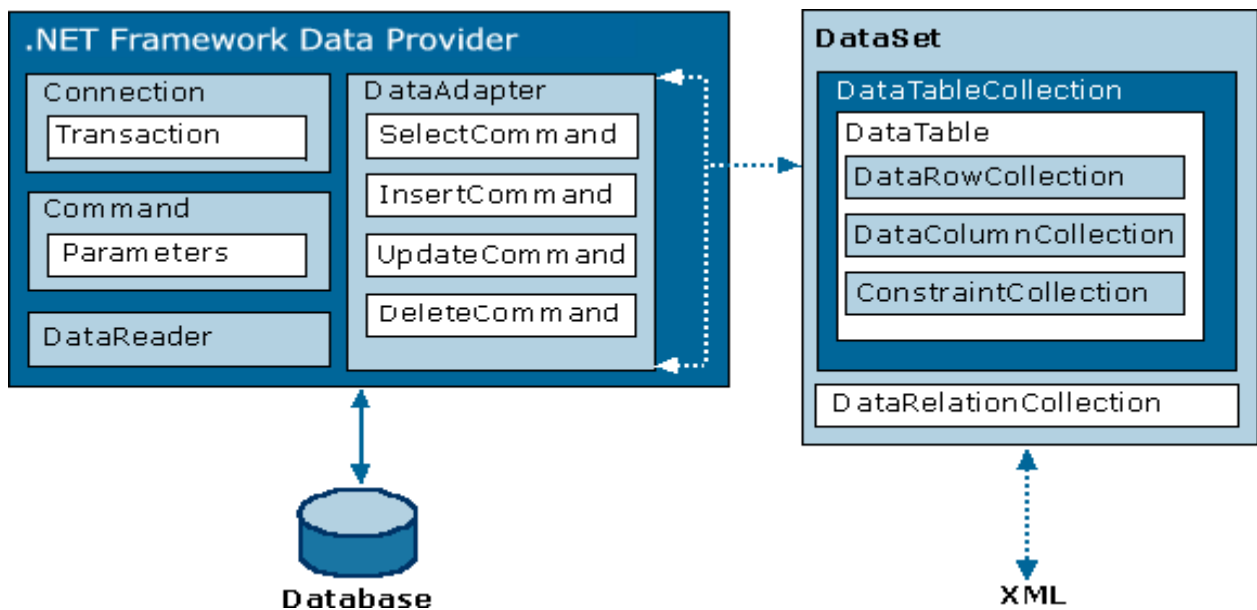 .NET Framework Data Provider
Connection
Transaction
Command
Parameters
DataReader
DataAdapter
SelectCommand
InsertCommand
UpdateCommand
DeleteCommand
Database
DataSet
DataTableCollection
DataTable
DataRowCollection
DataColumnCollection
ConstraintCollection
DataRelationCollection
XML